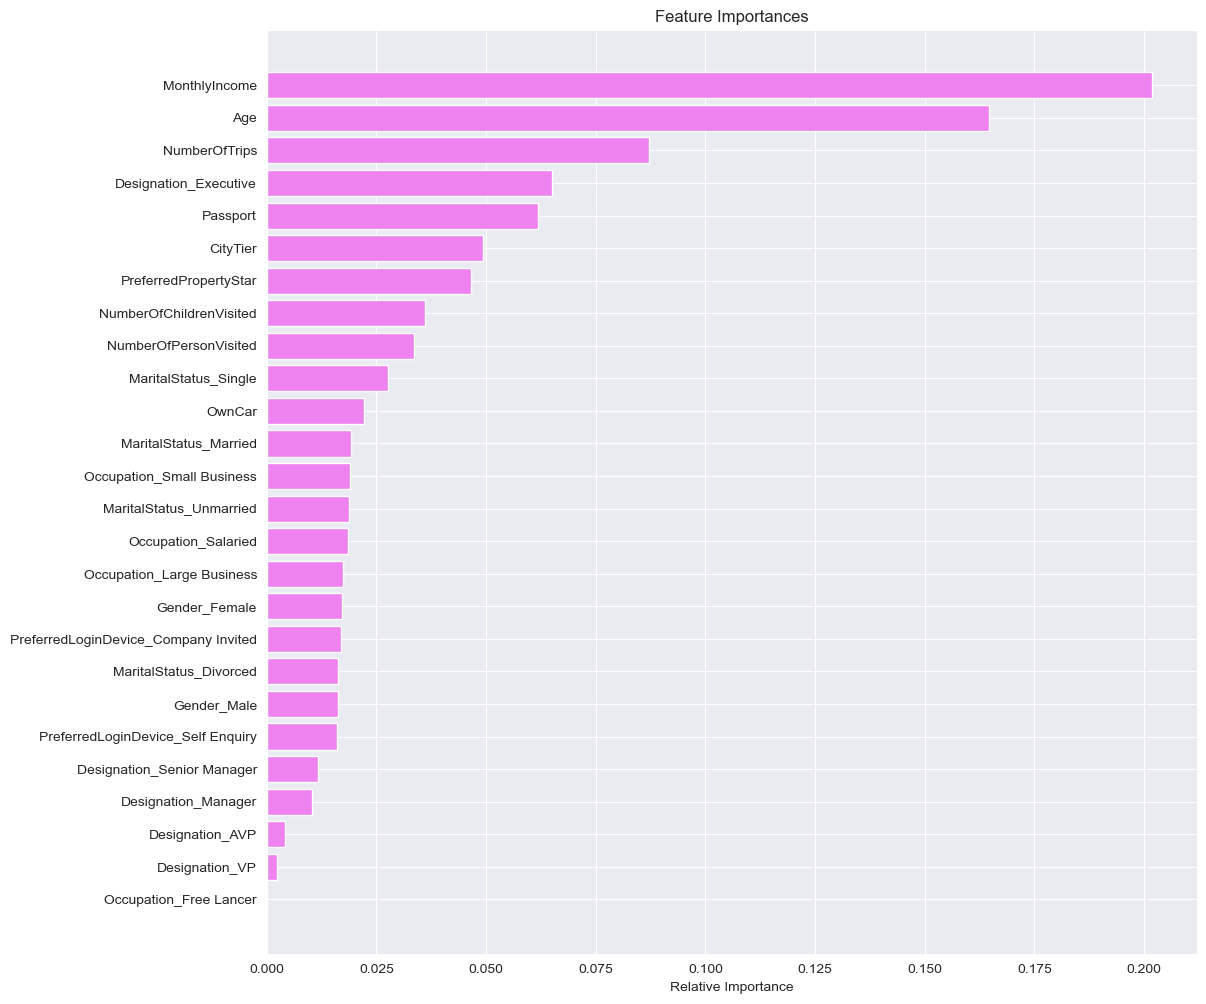 Feature Importances
MonthlyIncome
Age
NumberOfTrips
Designation_Executive
Passport
CityTier
PreferredPropertyStar
NumberOfChildrenVisited
NumberOfPersonVisited
MaritalStatus_Single
OwnCar
MaritalStatus_Married
Occupation_Small Business
MaritalStatus_Unmarried
Occupation_Salaried
Occupation_Large Business
Gender_Female
PreferredLoginDevice_Company Invited
MaritalStatus_Divorced
Gender_Male
PreferredLoginDevice_Self Enquiry
Designation_Senior Manager
Designation_Manager
Designation_AVP
Designation_VP
Occupation_Free Lancer
0.000 0.025 0.050 0.075 0.100 0.125 0.150 0.175 0.200
Relative Importance